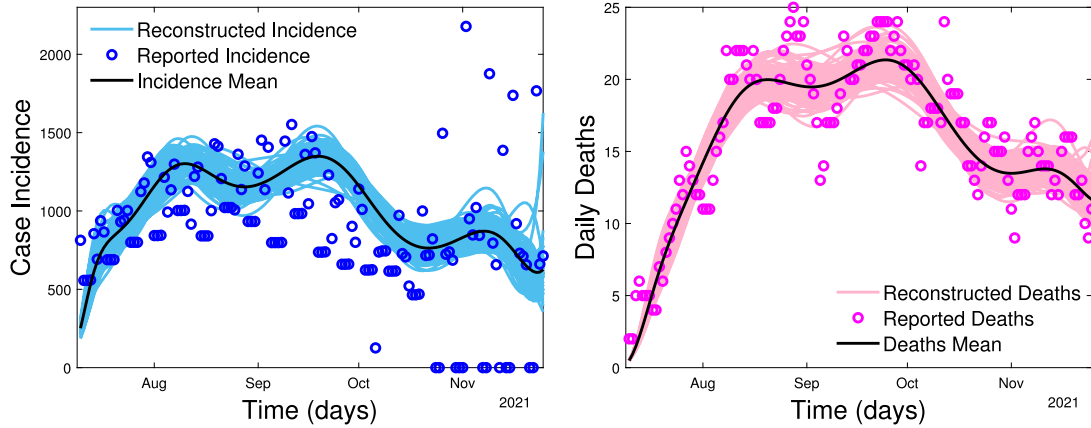 Case Incidence
2000
1500
1000
500
0
Reconstructed Incidence
Reported Incidence
Incidence Mean
Aug
Sep
Oct
Nov
Time (days)
2021
Daily Deaths
25
20
15
10
5
0
Reconstructed Deaths
Reported Deaths
Deaths Mean
Aug
Sep
Oct
Nov
Time (days)
2021